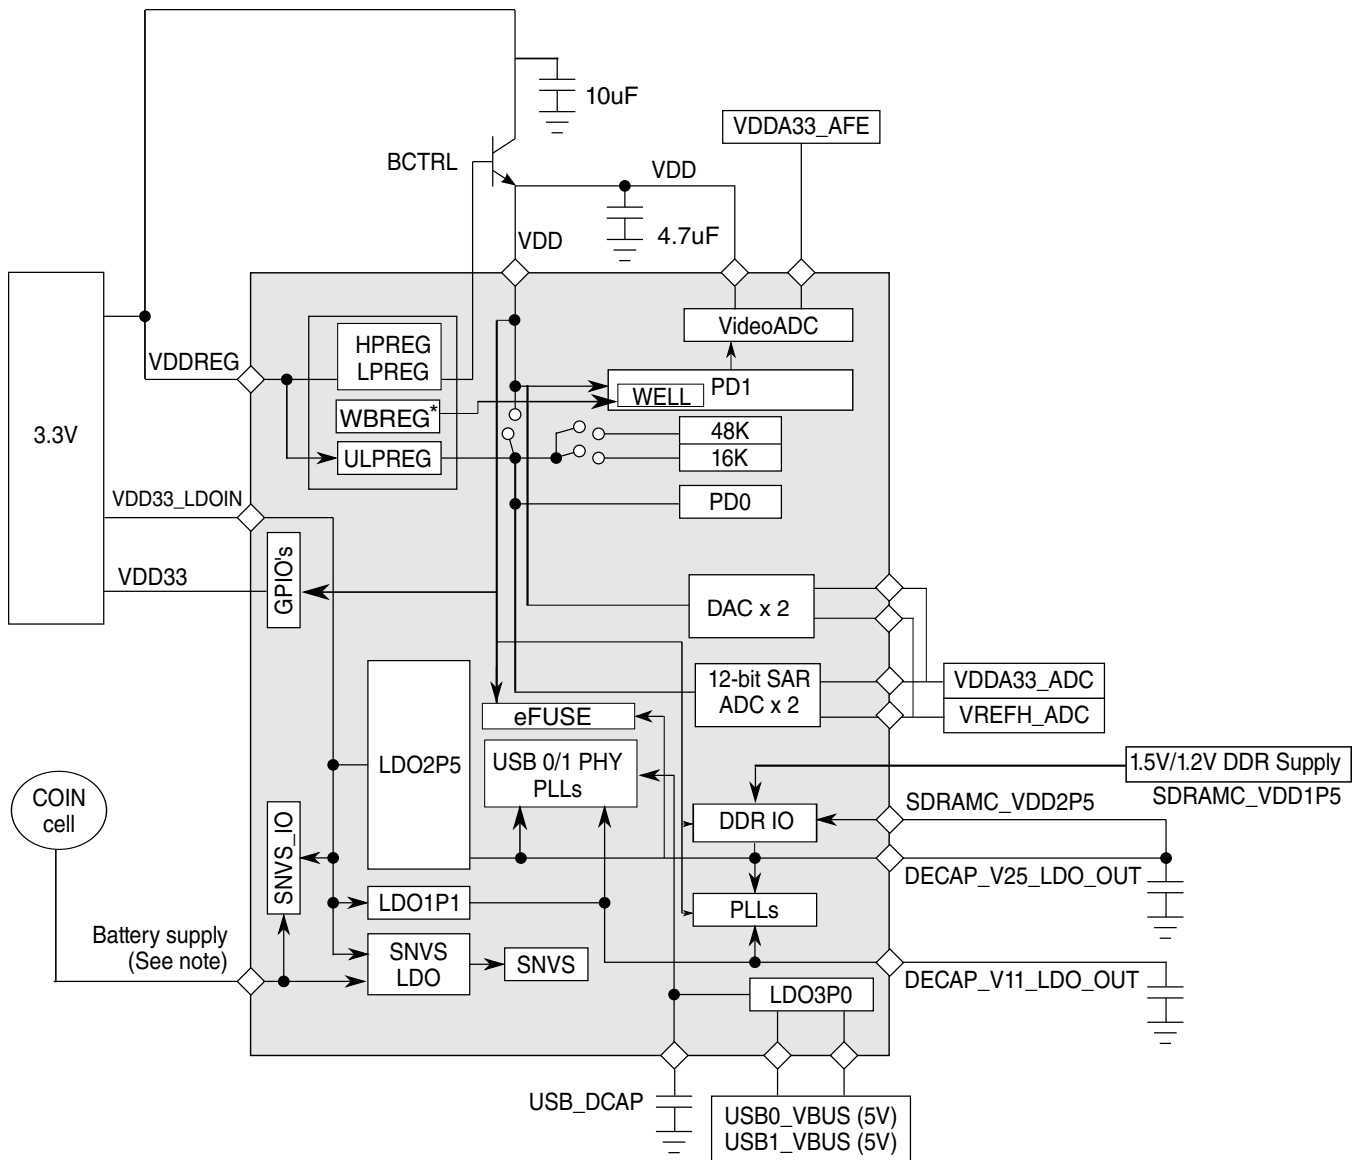 10uF
VDDA33_AFE
BCTRL
VDD
4.7uF
VDD
VideoADC
HPREG
LPREG
VDDREG
PD1
WELL
WBREG*
3.3V
48K
ULPREG
16K
VDD33_LDOIN
PD0
VDD33
GPIO's
DAC x 2
12-bit SAR
ADC x 2
VDDA33_ADC
VREFH_ADC
eFUSE
LDO2P5
USB 0/1 PHY
PLLs
1.5V/1.2V DDR Supply
SDRAMC_VDD1P5
COIN
cell
SDRAMC_VDD2P5
DDR IO
SNVS_IO
DECAP_V25_LDO_OUT
LDO1P1
PLLs
Battery supply
(See note)
SNVS
LDO
SNVS
DECAP_V11_LDO_OUT
LDO3P0
USB_DCAP
USB0_VBUS (5V)
USB1_VBUS (5V)